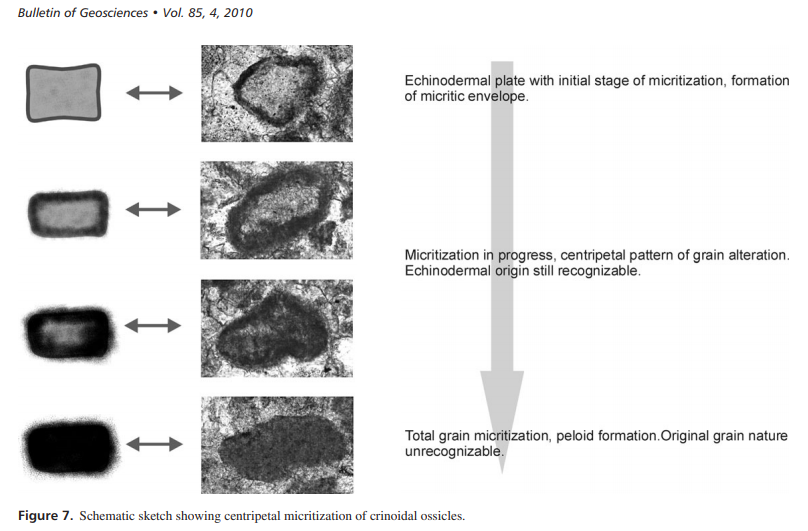 Bulletin of Geosciences • Vol. 85, 4, 2010
Echinodermal plate with initial stage of micritization, formation
of micritic envelope.
Micritization in progress, centripetal pattern of grain alteration.
Echinodermal origin still recognizable.
Total grain micritization, peloid formation.Original grain nature
unrecognizable.
Figure 7. Schematic sketch showing centripetal micritization of crinoidal ossicles.